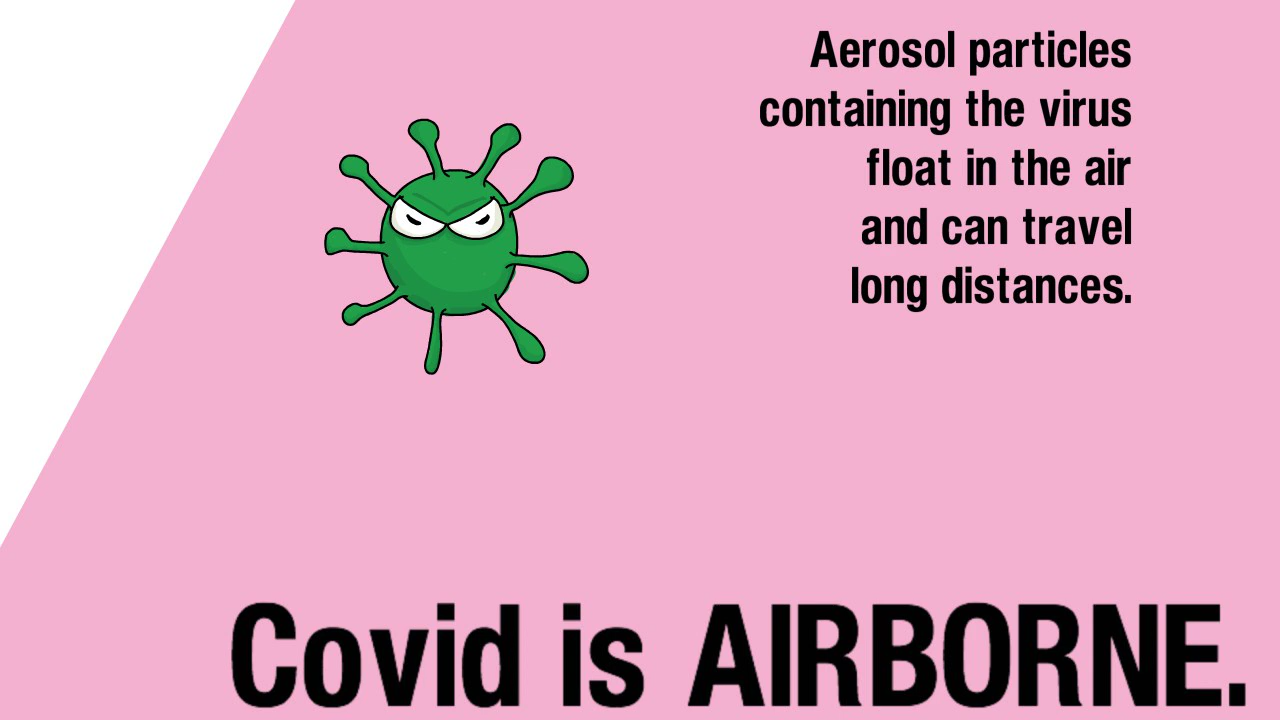 Aerosol particles
containing the virus
float in the air
and can travel
long distances.
Covid is AIRBORNE.